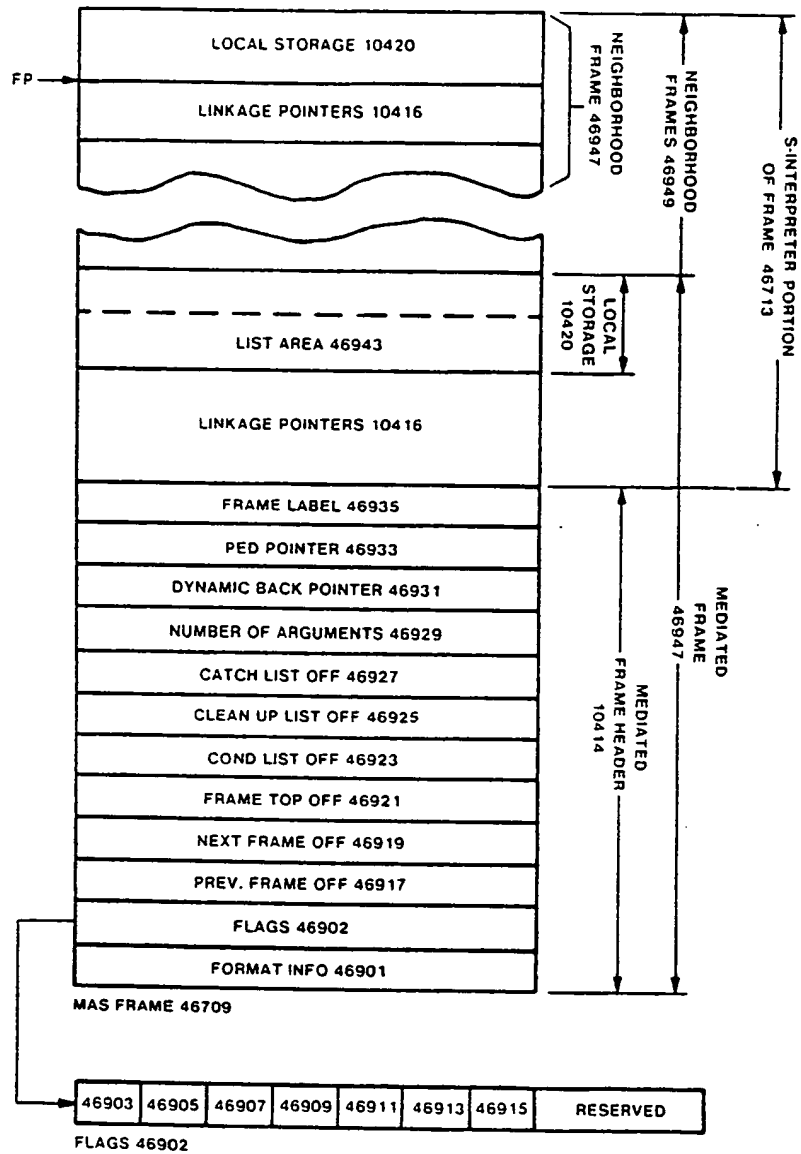 LOCAL STORAGE 10420
FP
LINKAGE POINTERS 10416
NEIGHBORHOOD
FRAME 46947
NEIGHBORHOOD
FRAMES 46949
S-INTERPRETER PORTION
OF FRAME 46713
LIST AREA 46943
LOCAL
STORAGE
10420
LINKAGE POINTERS 10416
FRAME LABEL 46935
PED POINTER 46933
DYNAMIC BACK POINTER 46931
NUMBER OF ARGUMENTS 46929
CATCH LIST OFF 46927
CLEAN UP LIST OFF 46925
COND LIST OFF 46923
FRAME TOP OFF 46921
NEXT FRAME OFF 46919
PREV. FRAME OFF 46917
FLAGS 46902
FORMAT INFO 46901
MEDIATED
FRAME HEADER
10414
MEDIATED
FRAME
46947
MAS FRAME 46709
46903 46905 46907 46909 46911 46913 46915 RESERVED
FLAGS 46902